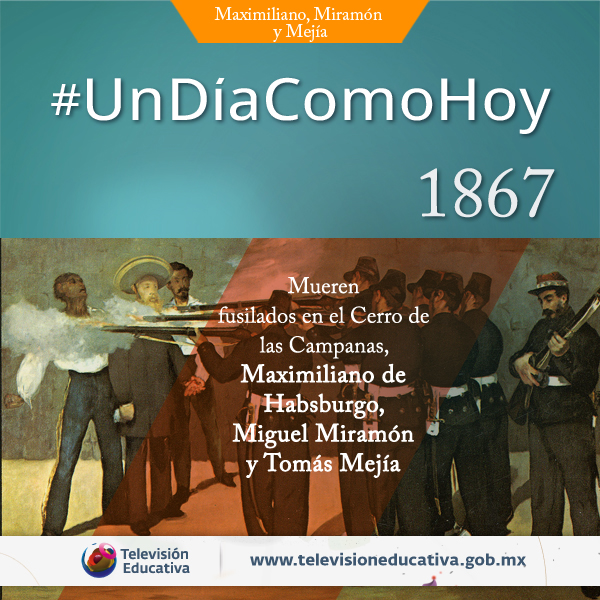 Maximiliano, Miramón
y Mejía
#UnDíaComoHoy
1867
Mueren
fusilados en el Cerro de
las Campanas,
Maximiliano de
Habsburgo,
Miguel Miramón
y Tomás Mejía
Televisión
Educativa
www.televisioneducativa.gob.mx